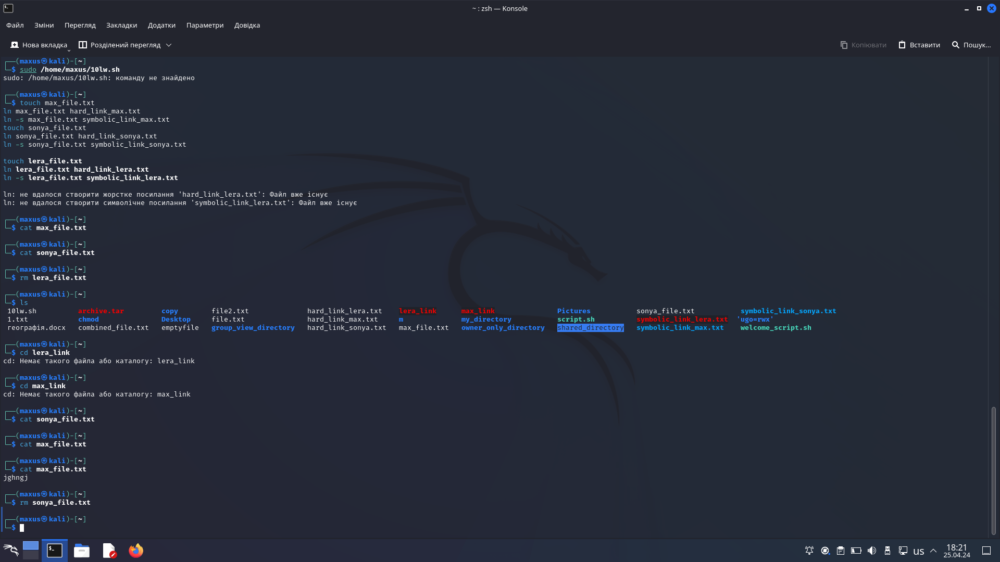 ~ : zsh — Konsole
Файл Зміни Перегляд Закладки Додатки Параметри Довідка
Нова вкладка Розділений перегляд Копіювати Вставити Пошук...
┌──(maxus㉿kali)-[~]
└─$ sudo /home/maxus/10lw.sh
sudo: /home/maxus/10lw.sh: команду не знайдено
┌──(maxus㉿kali)-[~]
└─$ touch max_file.txt
ln max_file.txt hard_link_max.txt
ln -s max_file.txt symbolic_link_max.txt
touch sonya_file.txt
ln sonya_file.txt hard_link_sonya.txt
ln -s sonya_file.txt symbolic_link_sonya.txt
touch lera_file.txt
ln lera_file.txt hard_link_lera.txt
ln -s lera_file.txt symbolic_link_lera.txt
ln: не вдалося створити жорстке посилання 'hard_link_lera.txt': Файл вже існує
ln: не вдалося створити символічне посилання 'symbolic_link_lera.txt': Файл вже існує
┌──(maxus㉿kali)-[~]
└─$ cat max_file.txt
┌──(maxus㉿kali)-[~]
└─$ cat sonya_file.txt
┌──(maxus㉿kali)-[~]
└─$ rm lera_file.txt
┌──(maxus㉿kali)-[~]
└─$ ls
10lw.sh archive.tar copy file2.txt hard_link_lera.txt lera_link max_link Pictures sonya_file.txt symbolic_link_sonya.txt
1.txt chmod Desktop file.txt hard_link_max.txt m my_directory script.sh symbolic_link_lera.txt 'ugo=rwx'
географія.docx combined_file.txt emptyfile group_view_directory hard_link_sonya.txt max_file.txt owner_only_directory shared_directory symbolic_link_max.txt welcome_script.sh
┌──(maxus㉿kali)-[~]
└─$ cd lera_link
cd: Немає такого файла або каталогу: lera_link
┌──(maxus㉿kali)-[~]
└─$ cd max_link
cd: Немає такого файла або каталогу: max_link
┌──(maxus㉿kali)-[~]
└─$ cat sonya_file.txt
┌──(maxus㉿kali)-[~]
└─$ cat max_file.txt
┌──(maxus㉿kali)-[~]
└─$ cat max_file.txt
jghngj
┌──(maxus㉿kali)-[~]
└─$ rm sonya_file.txt
┌──(maxus㉿kali)-[~]
└─$
us 18:21
25.04.24